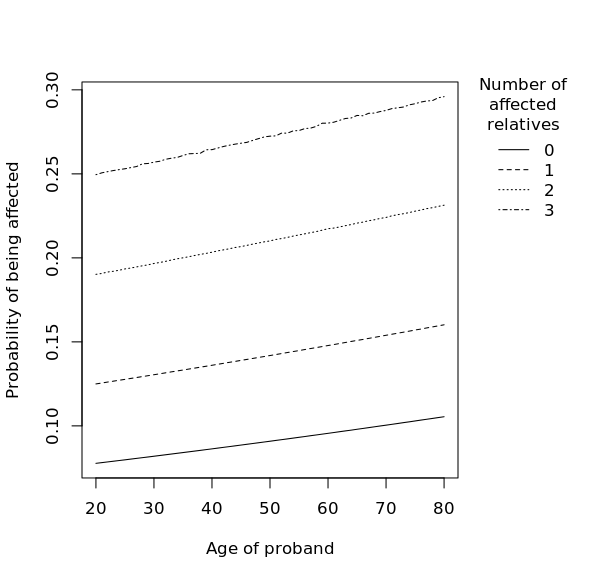 Number of
affected
relatives
0
1
2
3
Probability of being affected
0.30
0.25
0.20
0.15
0.10
20 30 40 50 60 70 80
Age of proband